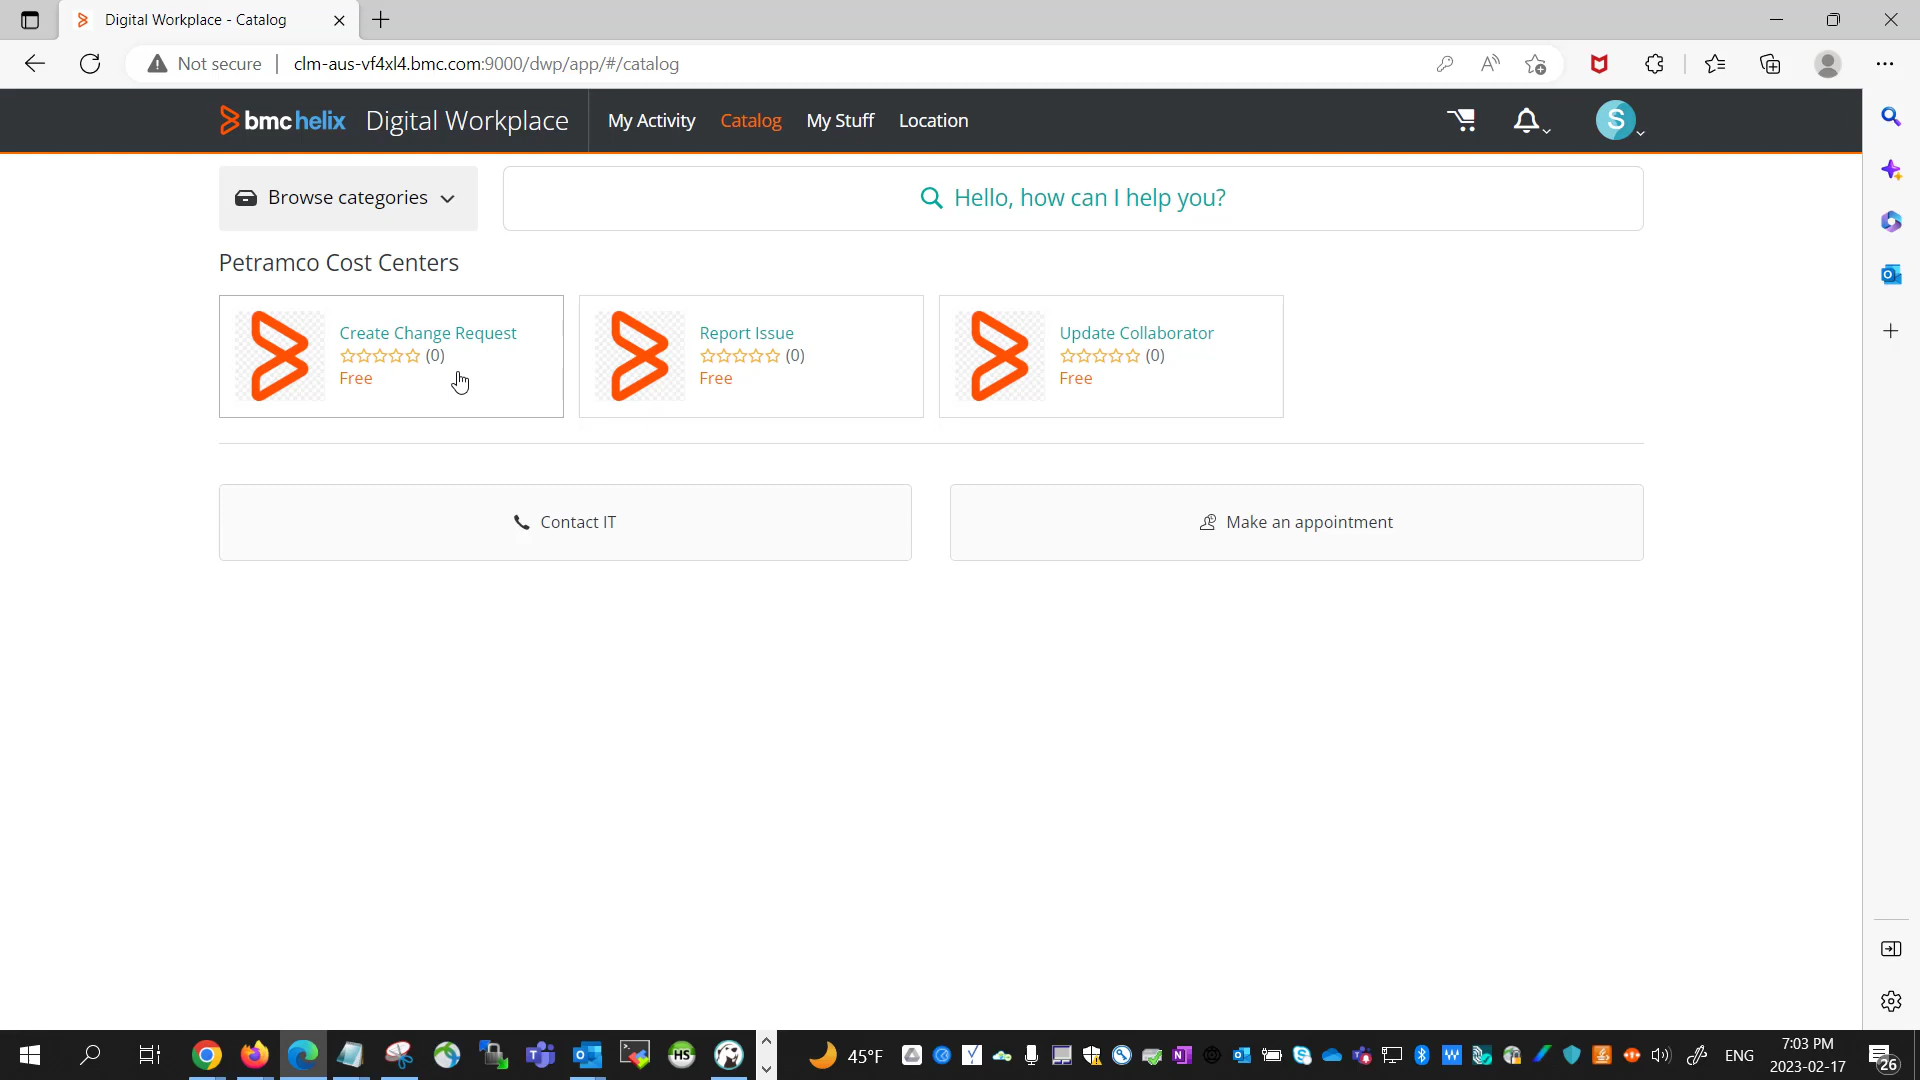 Digital Workplace - Catalog
Not secure
clm-aus-vf4xl4.bmc.com:9000/dwp/app/#/catalog
bmc helix Digital Workplace
My Activity Catalog My Stuff Location
S
Browse categories
Hello, how can I help you?
Petramco Cost Centers
Create Change Request
(0)
Free
Report Issue
(0)
Free
Update Collaborator
(0)
Free
Contact IT
Make an appointment
HS
45°F
ENG
7:03 PM
2023-02-17
26